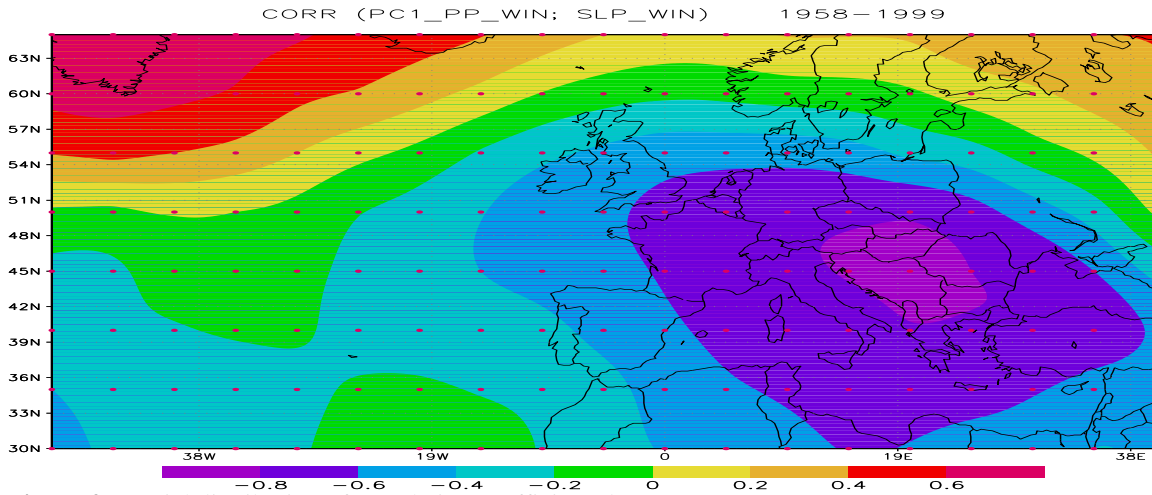 CORR (PC1_PP_WIN; SLP_WIN) 1958-1999
63N
60N
57N
54N
51N
48N
45N
42N
39N
36N
33N
30N
38W 19W 0 19E 38E
-0.8 -0.6 -0.4 -0.2 0 0.2 0.4 0.6